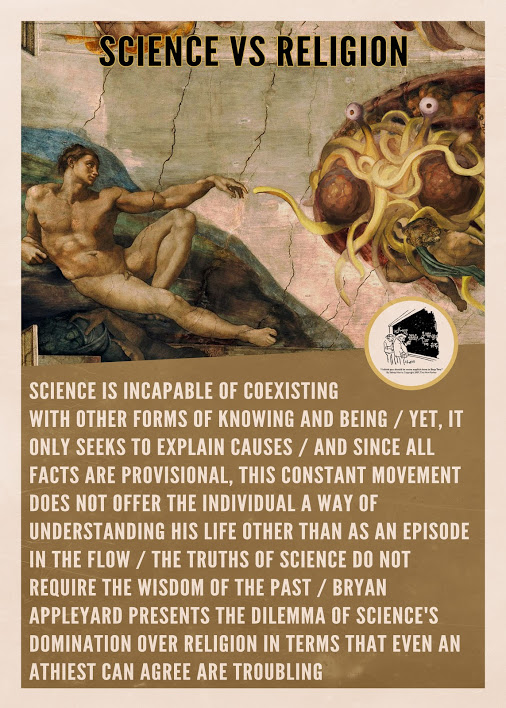 SCIENCE VS RELIGION
SCIENCE IS INCAPABLE OF COEXISTING
WITH OTHER FORMS OF KNOWING AND BEING / YET, IT
ONLY SEEKS TO EXPLAIN CAUSES / AND SINCE ALL
FACTS ARE PROVISIONAL, THIS CONSTANT MOVEMENT
DOES NOT OFFER THE INDIVIDUAL A WAY OF
UNDERSTANDING HIS LIFE OTHER THAN AS AN EPISODE
IN THE FLOW / THE TRUTHS OF SCIENCE DO NOT
REQUIRE THE WISDOM OF THE PAST / BRYAN
APPLEYARD PRESENTS THE DILEMMA OF SCIENCE'S
DOMINATION OVER RELIGION IN TERMS THAT EVEN AN
ATHIEST CAN AGREE ARE TROUBLING